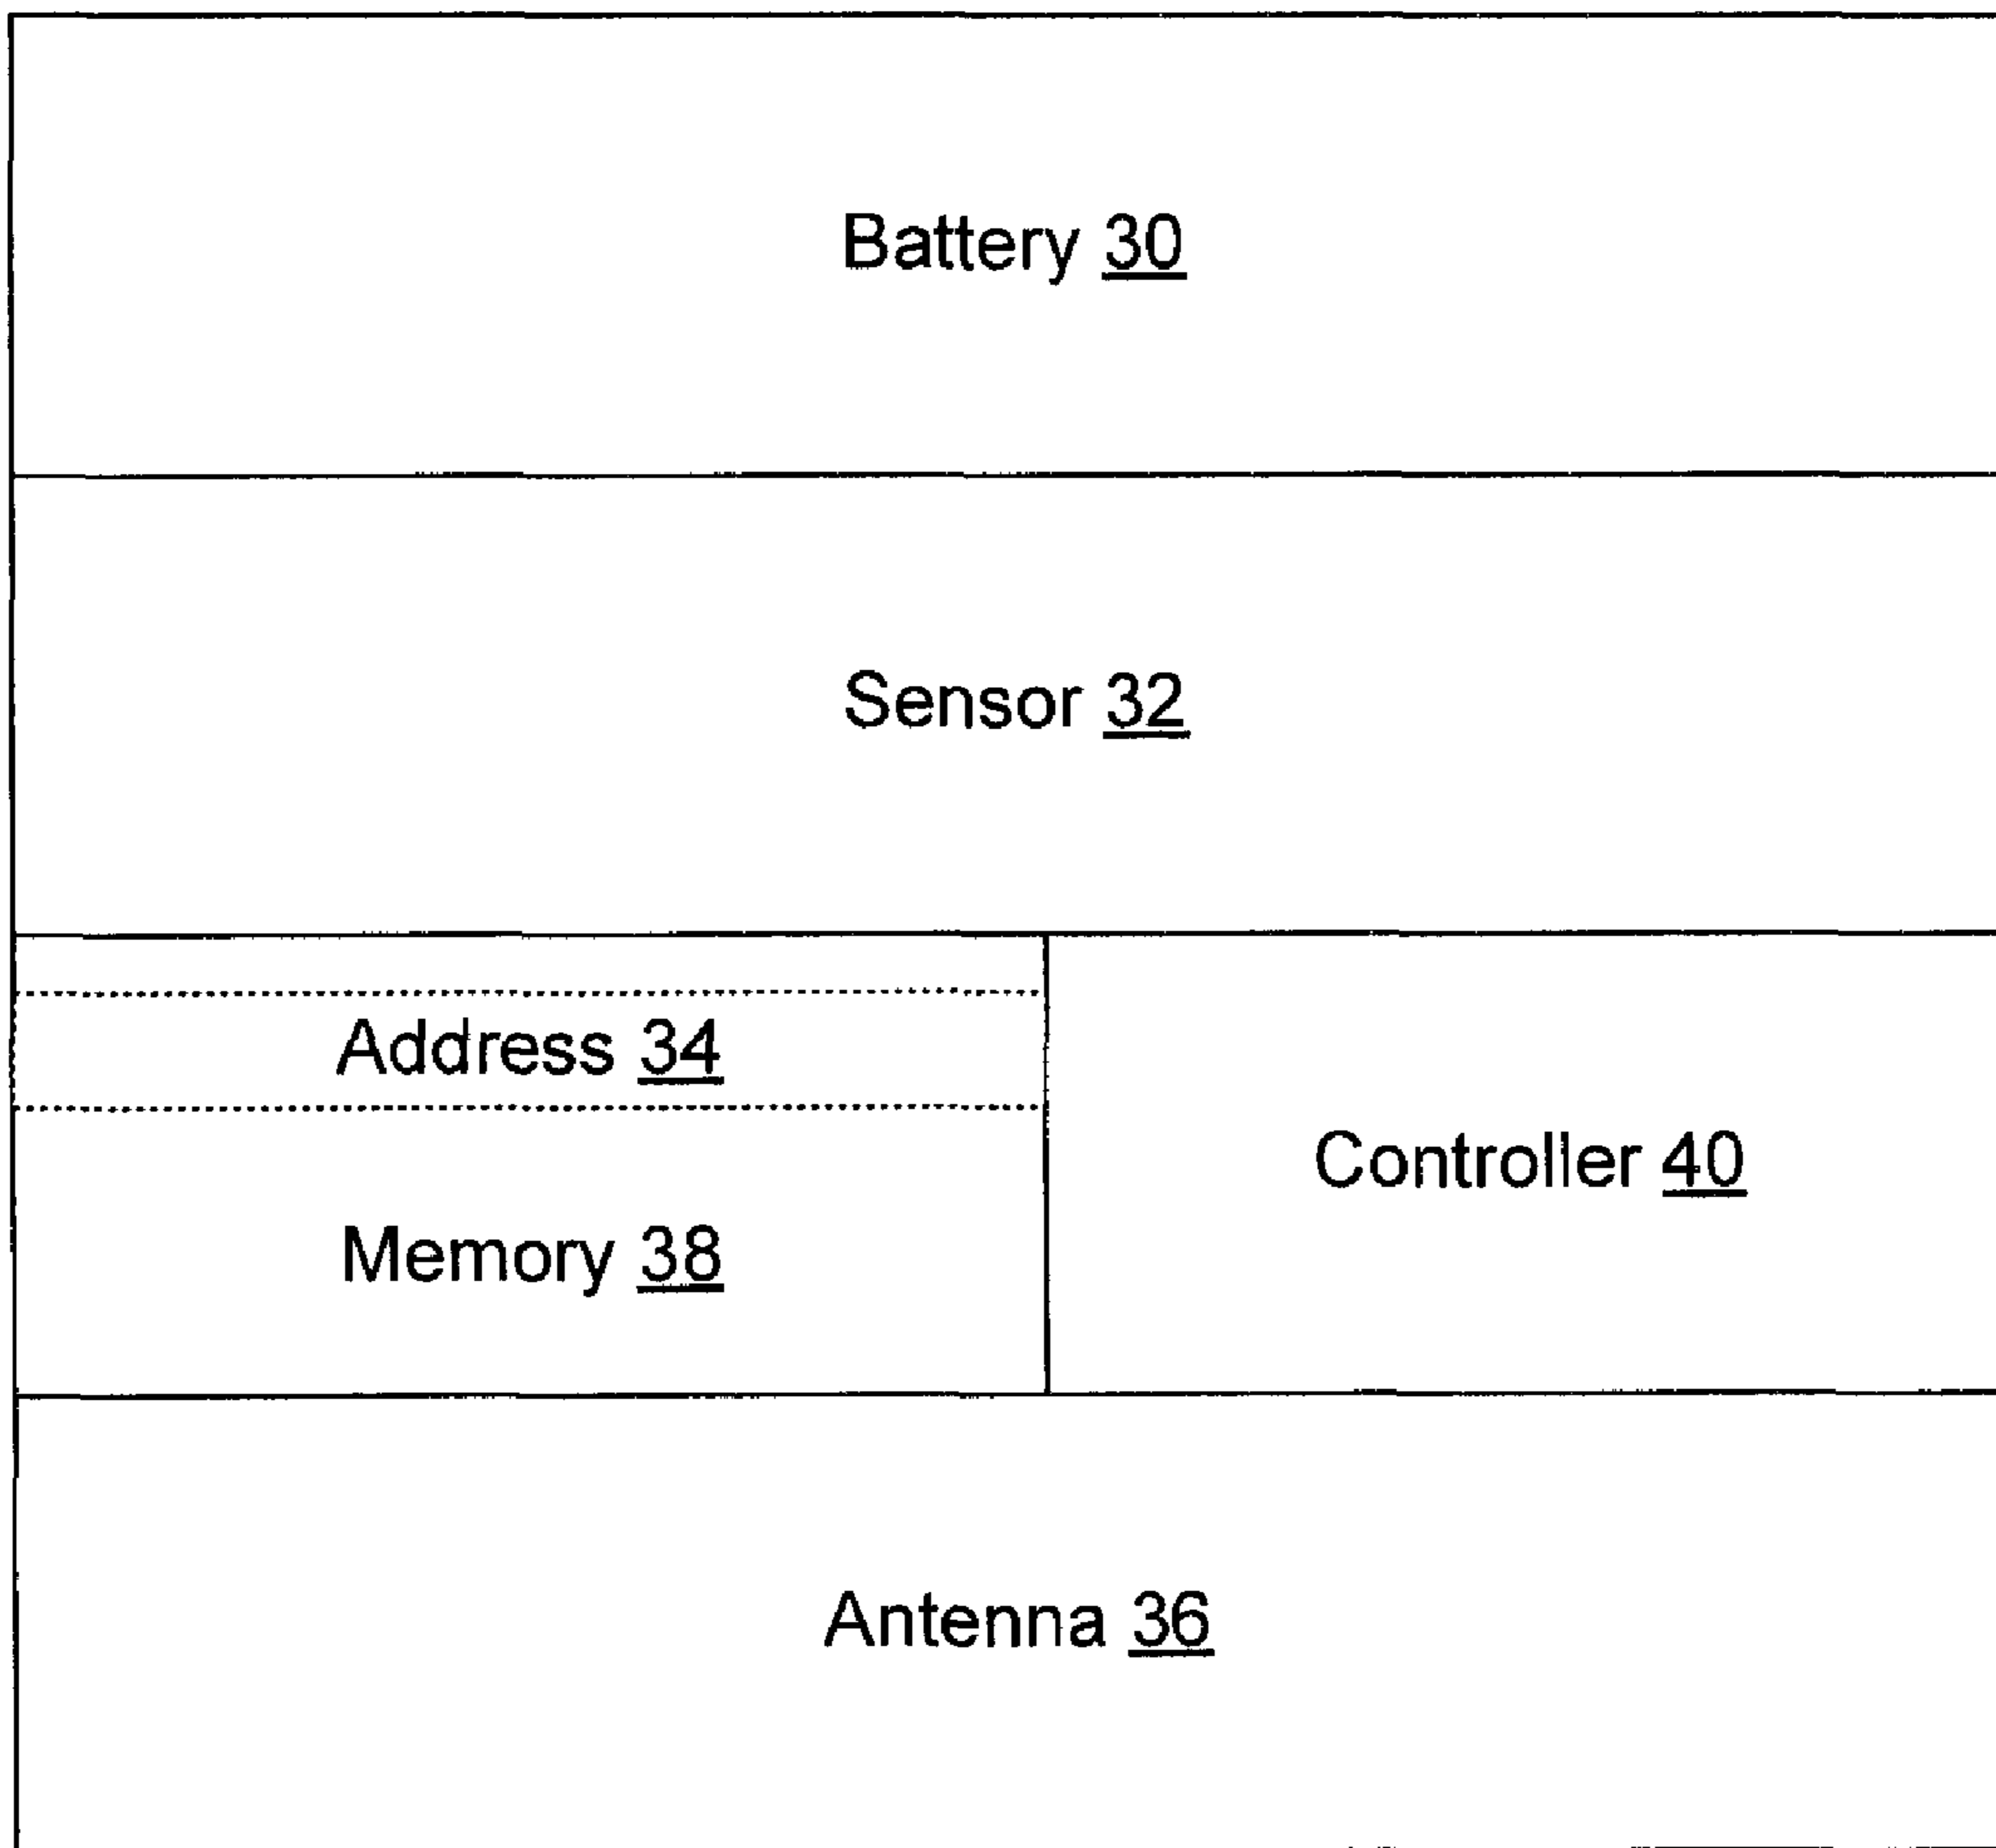 Battery 30
Sensor 32
Address 34
Controller 40
Memory 38
Antenna 36